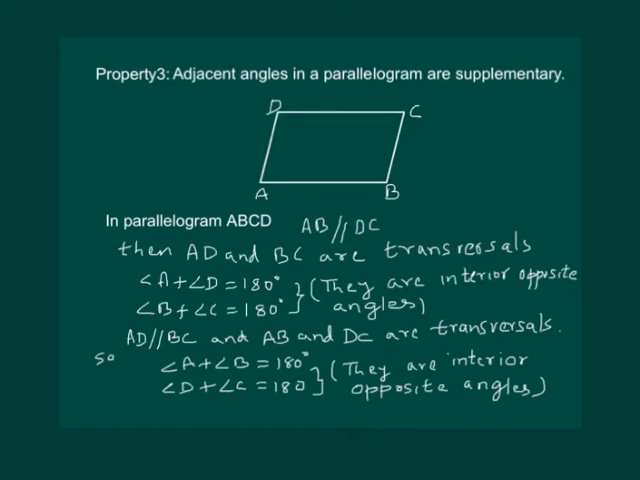 Property3: Adjacent angles in a parallelogram are supplementary.
D
C
A
B
In parallelogram ABCD AB//DC
then AD and BC are transversals
∠A+∠D=180° } (They are interior opposite
∠B+∠C=180° } angles)
AD//BC and AB and DC are transversals.
so ∠A+∠B=180° } (They are interior
∠D+∠C=180 } opposite angles)